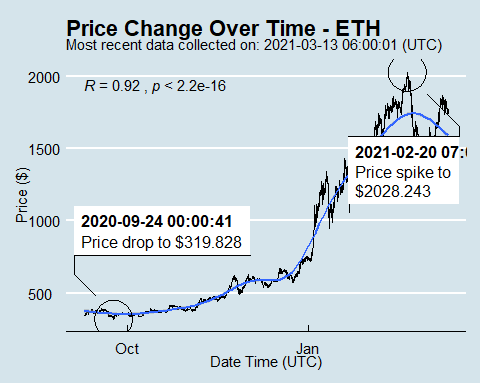 Price Change Over Time - ETH
Most recent data collected on: 2021-03-13 06:00:01 (UTC)
R = 0.92 , p < 2.2e-16
2000
1500
1000
500
Price ($)
2021-02-20 07:0
Price spike to
$2028.243
2020-09-24 00:00:41
Price drop to $319.828
Oct
Jan
Date Time (UTC)